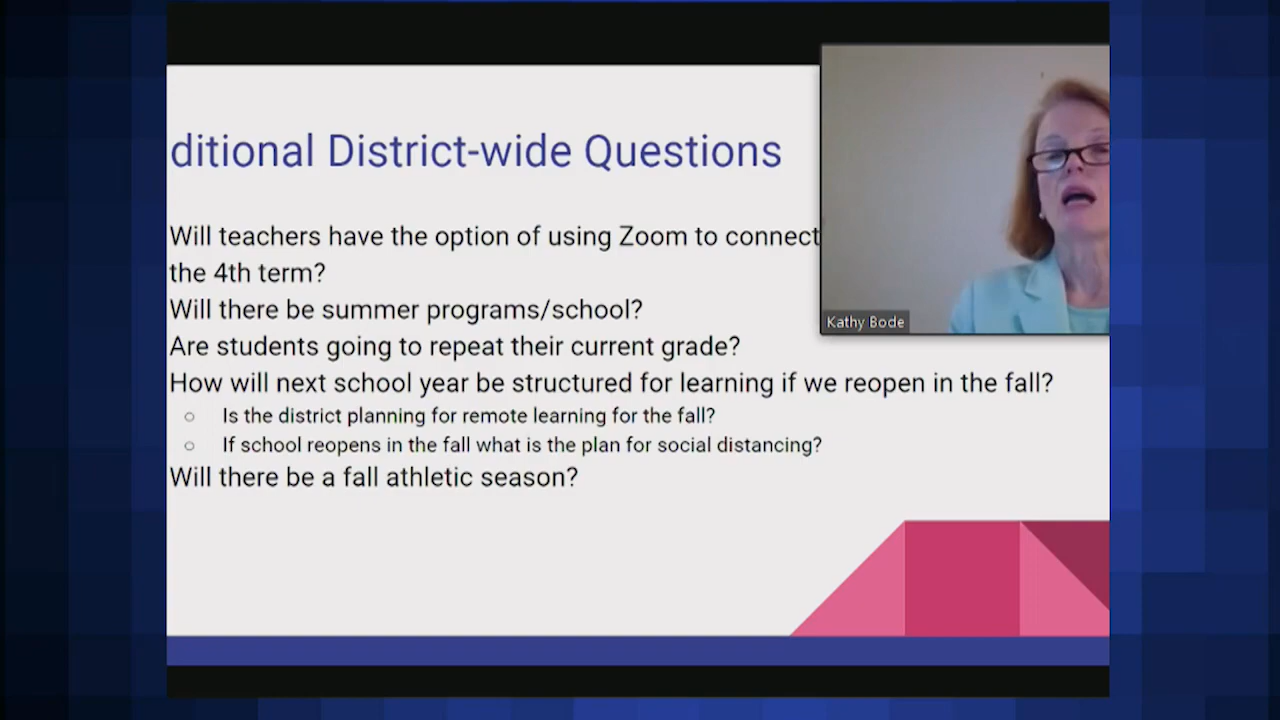 ditional District-wide Questions
Will teachers have the option of using Zoom to connect
the 4th term?
Will there be summer programs/school?
Kathy Bode
Are students going to repeat their current grade?
How will next school year be structured for learning if we reopen in the fall?
○ Is the district planning for remote learning for the fall?
○ If school reopens in the fall what is the plan for social distancing?
Will there be a fall athletic season?